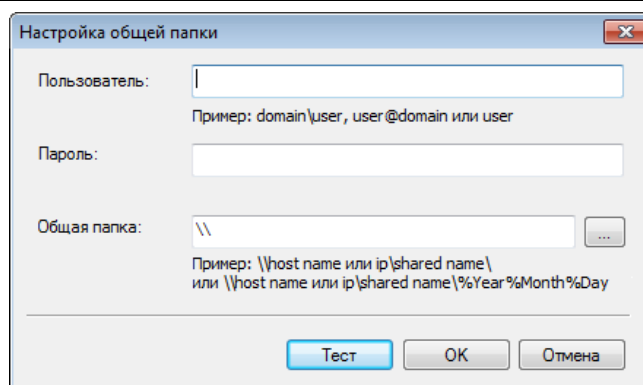 Настройка общей папки
Пользователь:
Пример: domain\user, user@domain или user
Пароль:
Общая папка: \\ ...
Пример: \\host name или ip\shared name\
или \\host name или ip\shared name\%Year%Month%Day
Тест OK Отмена